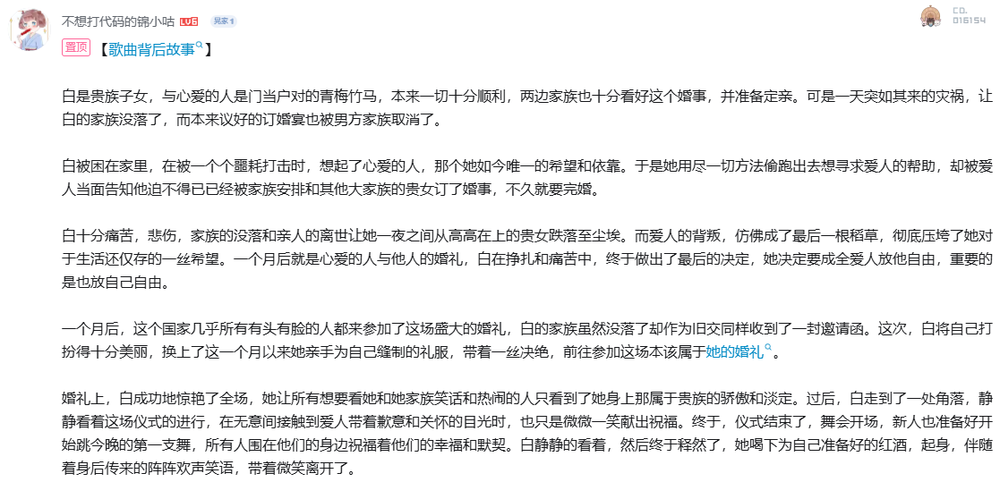 不想打代码的锦小咕 LV6 冕家1
CD.
016154
置顶 【歌曲背后故事】
白是贵族子女，与心爱的人是门当户对的青梅竹马，本来一切十分顺利，两边家族也十分看好这个婚事，并准备定亲。可是一天突如其来的灾祸，让
白的家族没落了，而本来议好的订婚宴也被男方家族取消了。
白被困在家里，在被一个个噩耗打击时，想起了心爱的人，那个她如今唯一的希望和依靠。于是她用尽一切方法偷跑出去想寻求爱人的帮助，却被爱
人当面告知他迫不得已已经被家族安排和其他大家族的贵女订了婚事，不久就要完婚。
白十分痛苦，悲伤，家族的没落和亲人的离世让她一夜之间从高高在上的贵女跌落至尘埃。而爱人的背叛，仿佛成了最后一根稻草，彻底压垮了她对
于生活还仅存的一丝希望。一个月后就是心爱的人与他人的婚礼，白在挣扎和痛苦中，终于做出了最后的决定，她决定要成全爱人放他自由，重要的
是也放自己自由。
一个月后，这个国家几乎所有有头有脸的人都来参加了这场盛大的婚礼，白的家族虽然没落了却作为旧交同样收到了一封邀请函。这次，白将自己打
扮得十分美丽，换上了这一个月以来她亲手为自己缝制的礼服，带着一丝决绝，前往参加这场本该属于她的婚礼。
婚礼上，白成功地惊艳了全场，她让所有想要看她和她家族笑话和热闹的人只看到了她身上那属于贵族的骄傲和淡定。过后，白走到了一处角落，静
静看着这场仪式的进行，在无意间接触到爱人带着歉意和关怀的目光时，也只是微微一笑献出祝福。终于，仪式结束了，舞会开场，新人也准备好开
始跳今晚的第一支舞，所有人围在他们的身边祝福着他们的幸福和默契。白静静的看着，然后终于释然了，她喝下为自己准备好的红酒，起身，伴随
着身后传来的阵阵欢声笑语，带着微笑离开了。